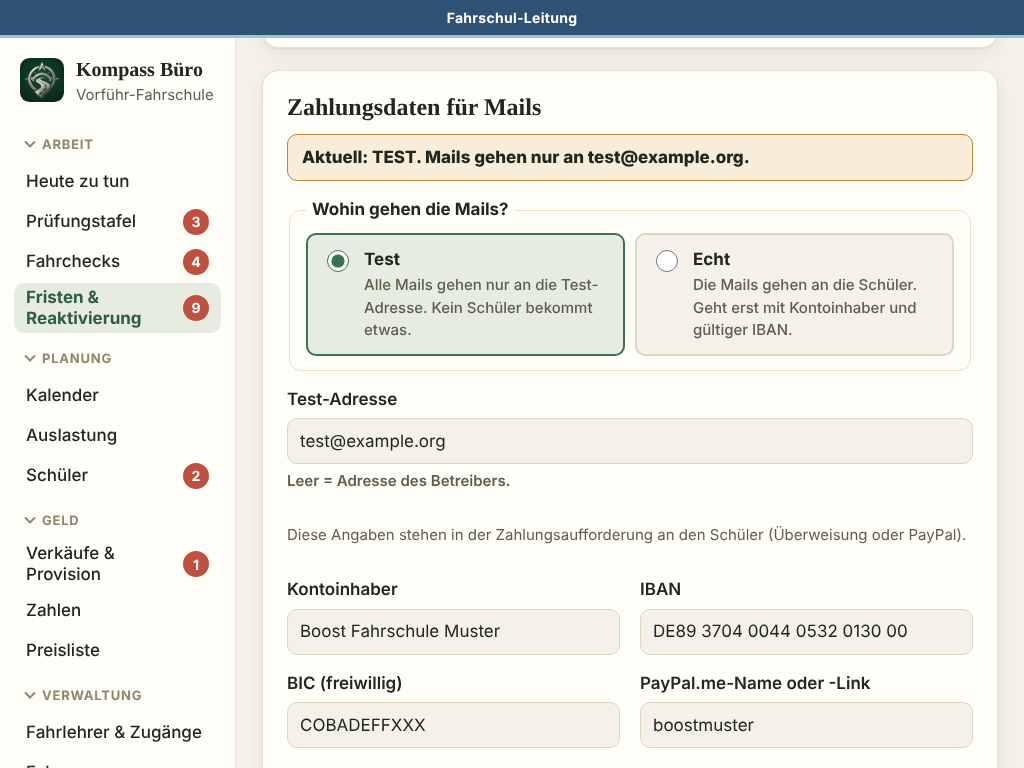 Fahrschul-Leitung
Kompass Büro
Vorführ-Fahrschule
ARBEIT
Heute zu tun
Prüfungstafel 3
Fahrchecks 4
Fristen &
Reaktivierung 9
PLANUNG
Kalender
Auslastung
Schüler 2
GELD
Verkäufe &
Provision 1
Zahlen
Preisliste
VERWALTUNG
Fahrlehrer & Zugänge
Zahlungsdaten für Mails
Aktuell: TEST. Mails gehen nur an test@example.org.
Wohin gehen die Mails?
Test
Alle Mails gehen nur an die Test-
Adresse. Kein Schüler bekommt
etwas.
Echt
Die Mails gehen an die Schüler.
Geht erst mit Kontoinhaber und
gültiger IBAN.
Test-Adresse
test@example.org
Leer = Adresse des Betreibers.
Diese Angaben stehen in der Zahlungsaufforderung an den Schüler (Überweisung oder PayPal).
Kontoinhaber
Boost Fahrschule Muster
IBAN
DE89 3704 0044 0532 0130 00
BIC (freiwillig)
COBADEFFXXX
PayPal.me-Name oder -Link
boostmuster